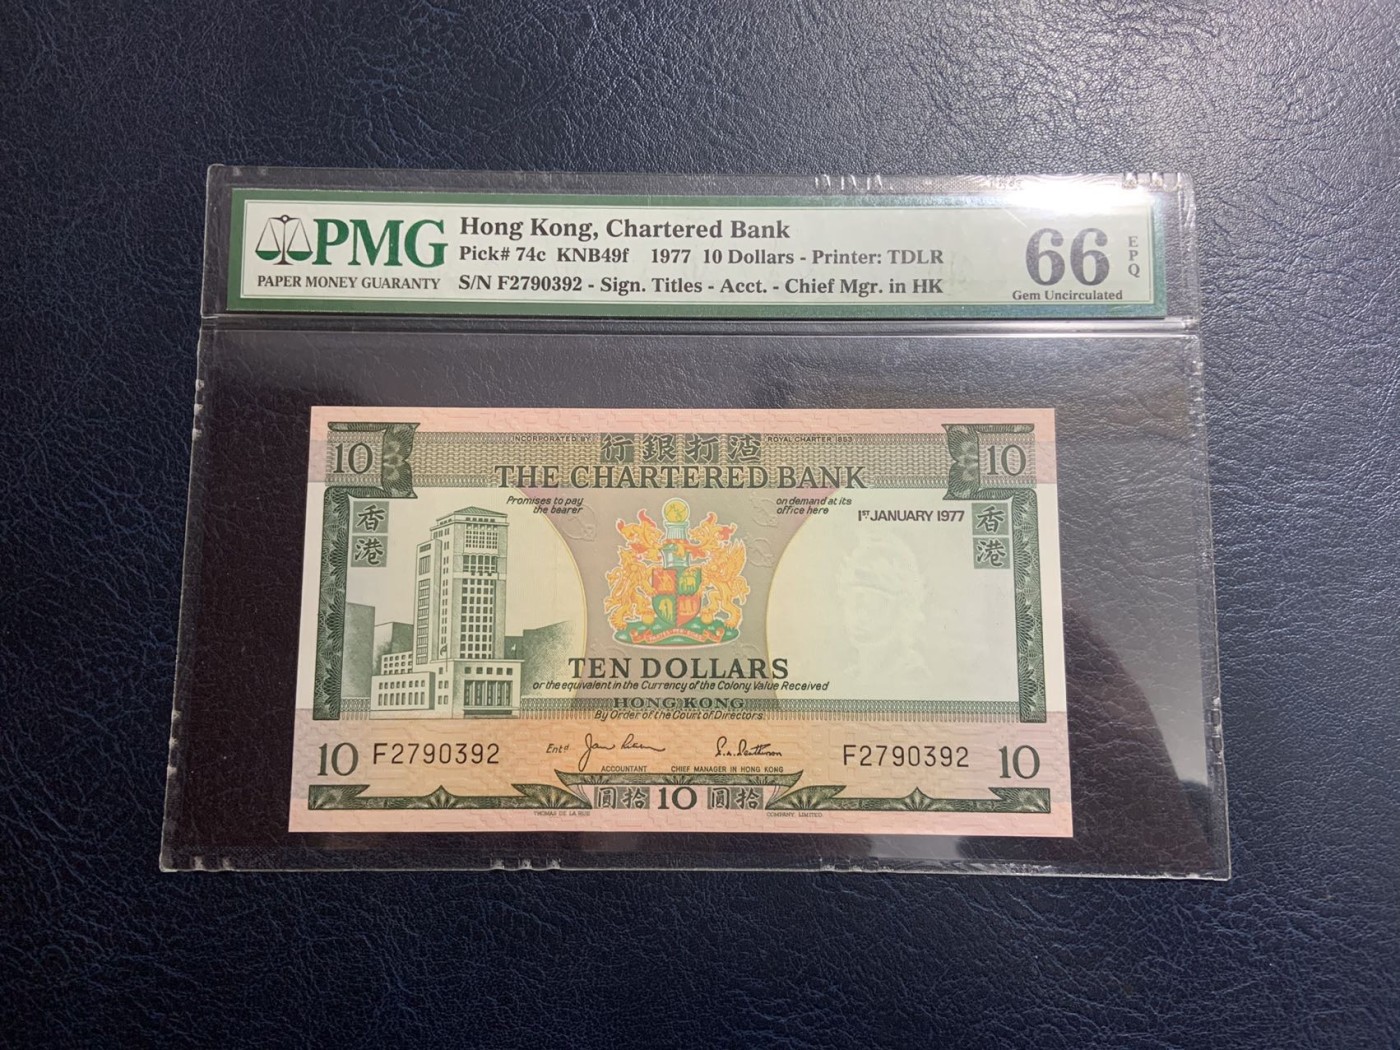 PMG
PAPER MONEY GUARANTY
Hong Kong, Chartered Bank
Pick# 74c KNB49f 1977 10 Dollars - Printer: TDLR
S/N F2790392 - Sign. Titles - Acct. - Chief Mgr. in HK
66
EPQ
Gem Uncirculated
10 INCORPORATED BY 行銀打渣 ROYAL CHARTER 1853 10
THE CHARTERED BANK
Promises to pay
the bearer
on demand at its
office here
1ST JANUARY 1977
香港
香港
TEN DOLLARS
or the equivalent in the Currency of the Colony Value Received
HONG KONG
By Order of the Court of Directors.
10 F2790392 Entd F2790392 10
ACCOUNTANT CHIEF MANAGER IN HONG KONG
圓拾 10 圓拾
THOMAS DE LA RUE COMPANY, LIMITED